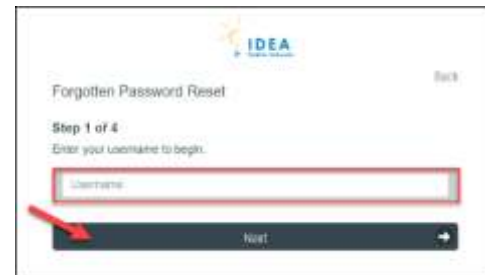 IDEA
Back
Forgotten Password Reset
Step 1 of 4
Enter your username to begin.
Username
Next